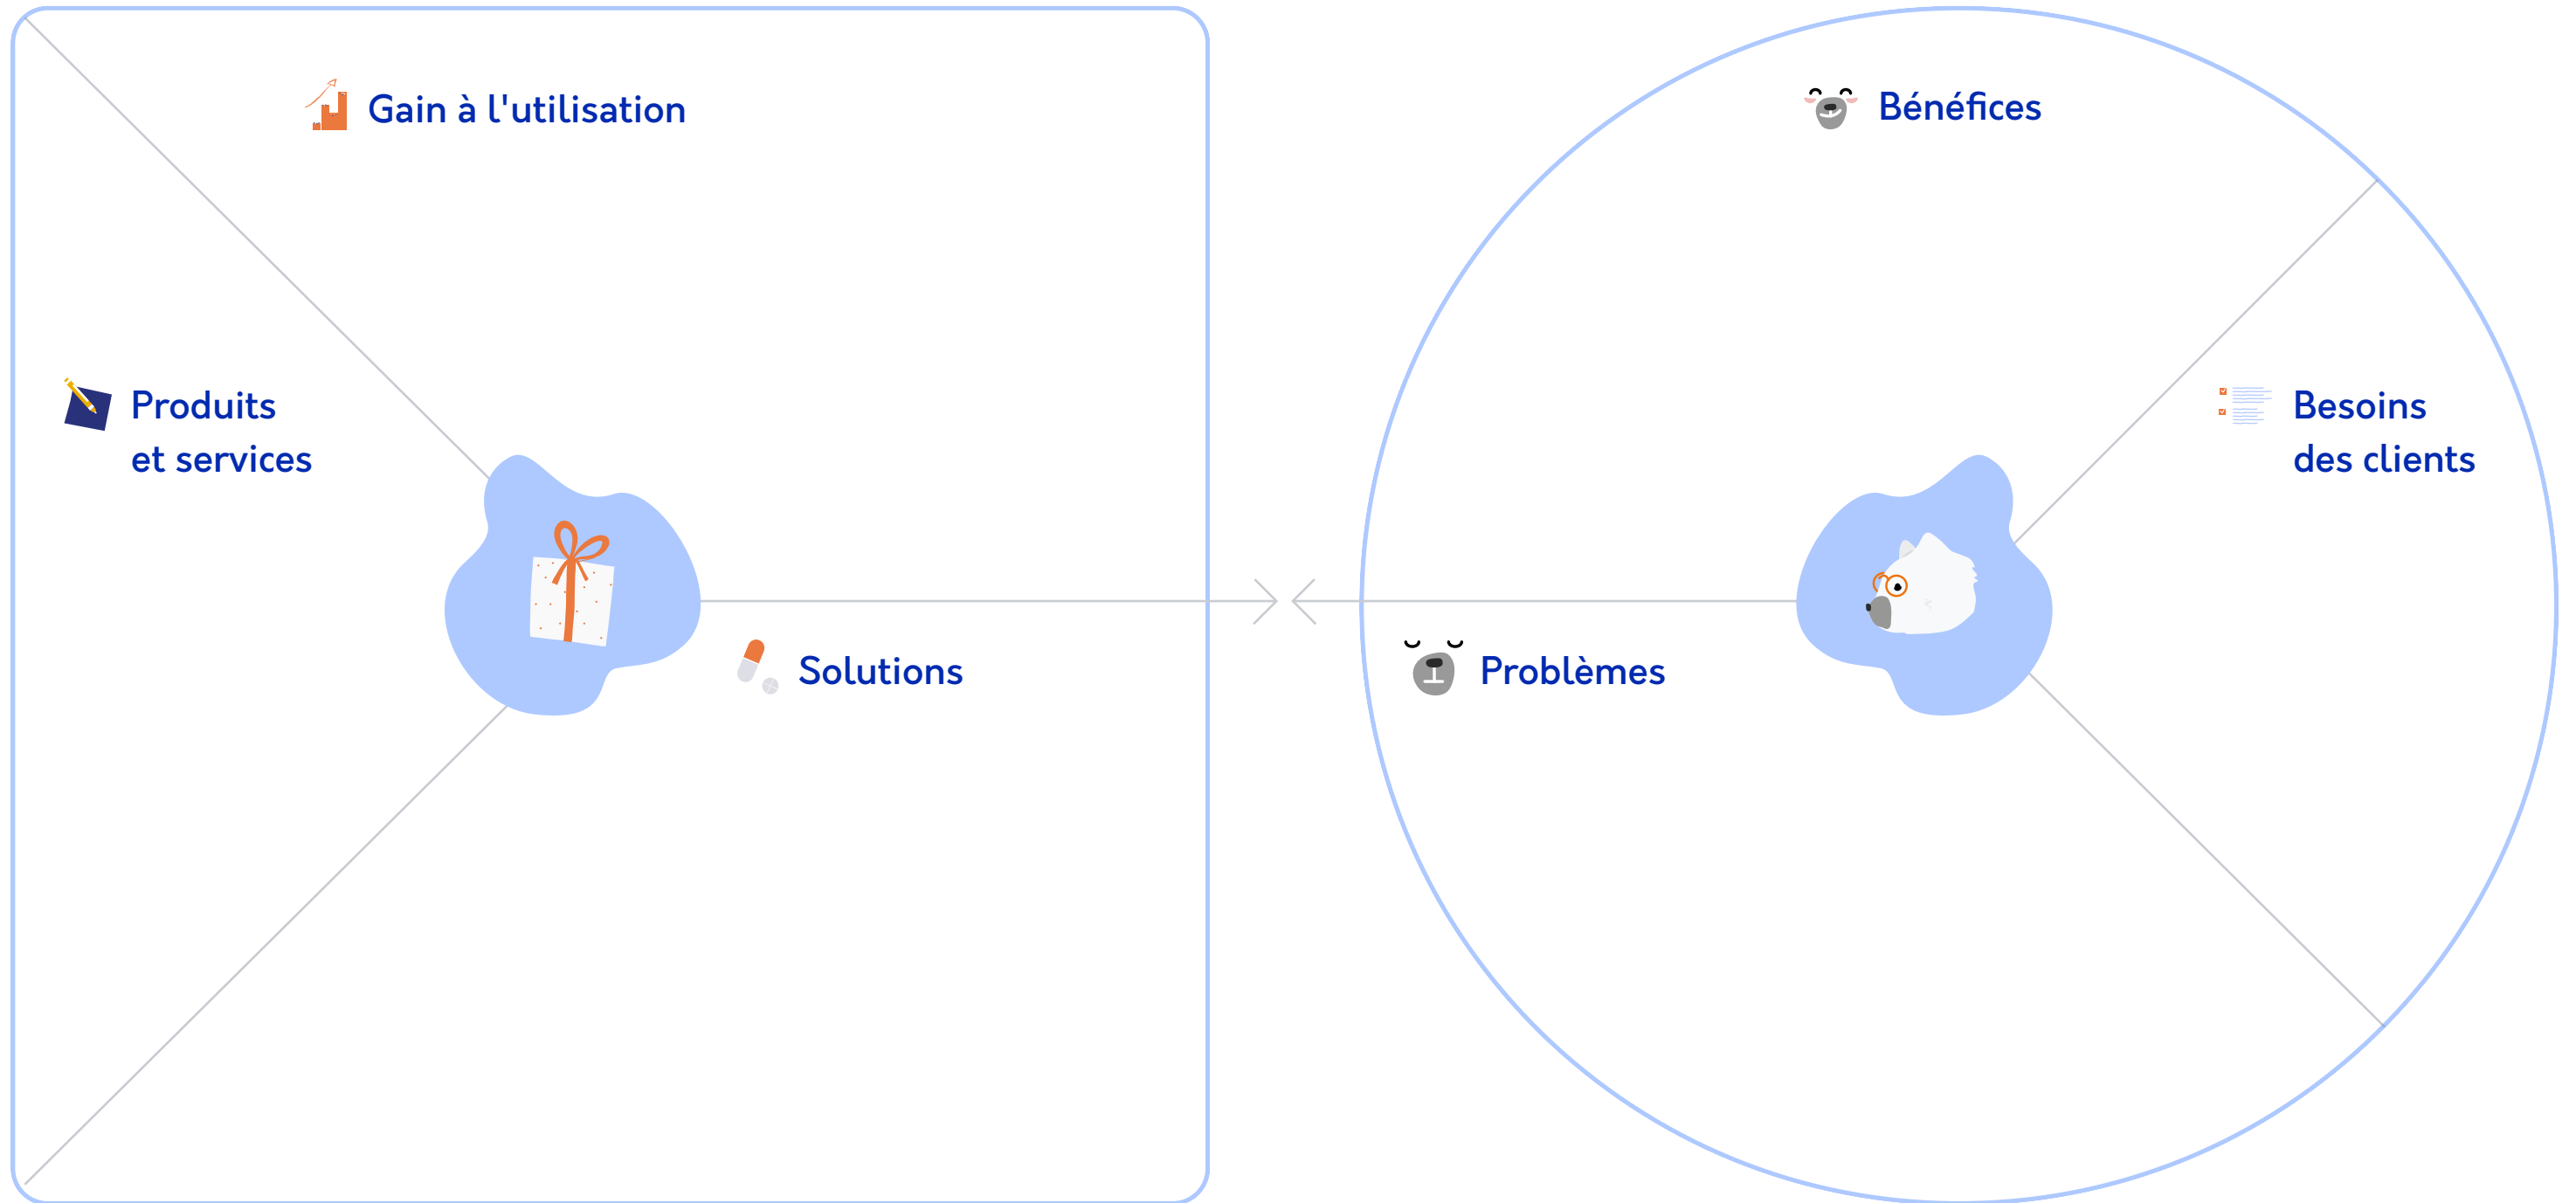 Gain à l'utilisation
Produits
et services
Solutions
Bénéfices
Besoins
des clients
Problèmes